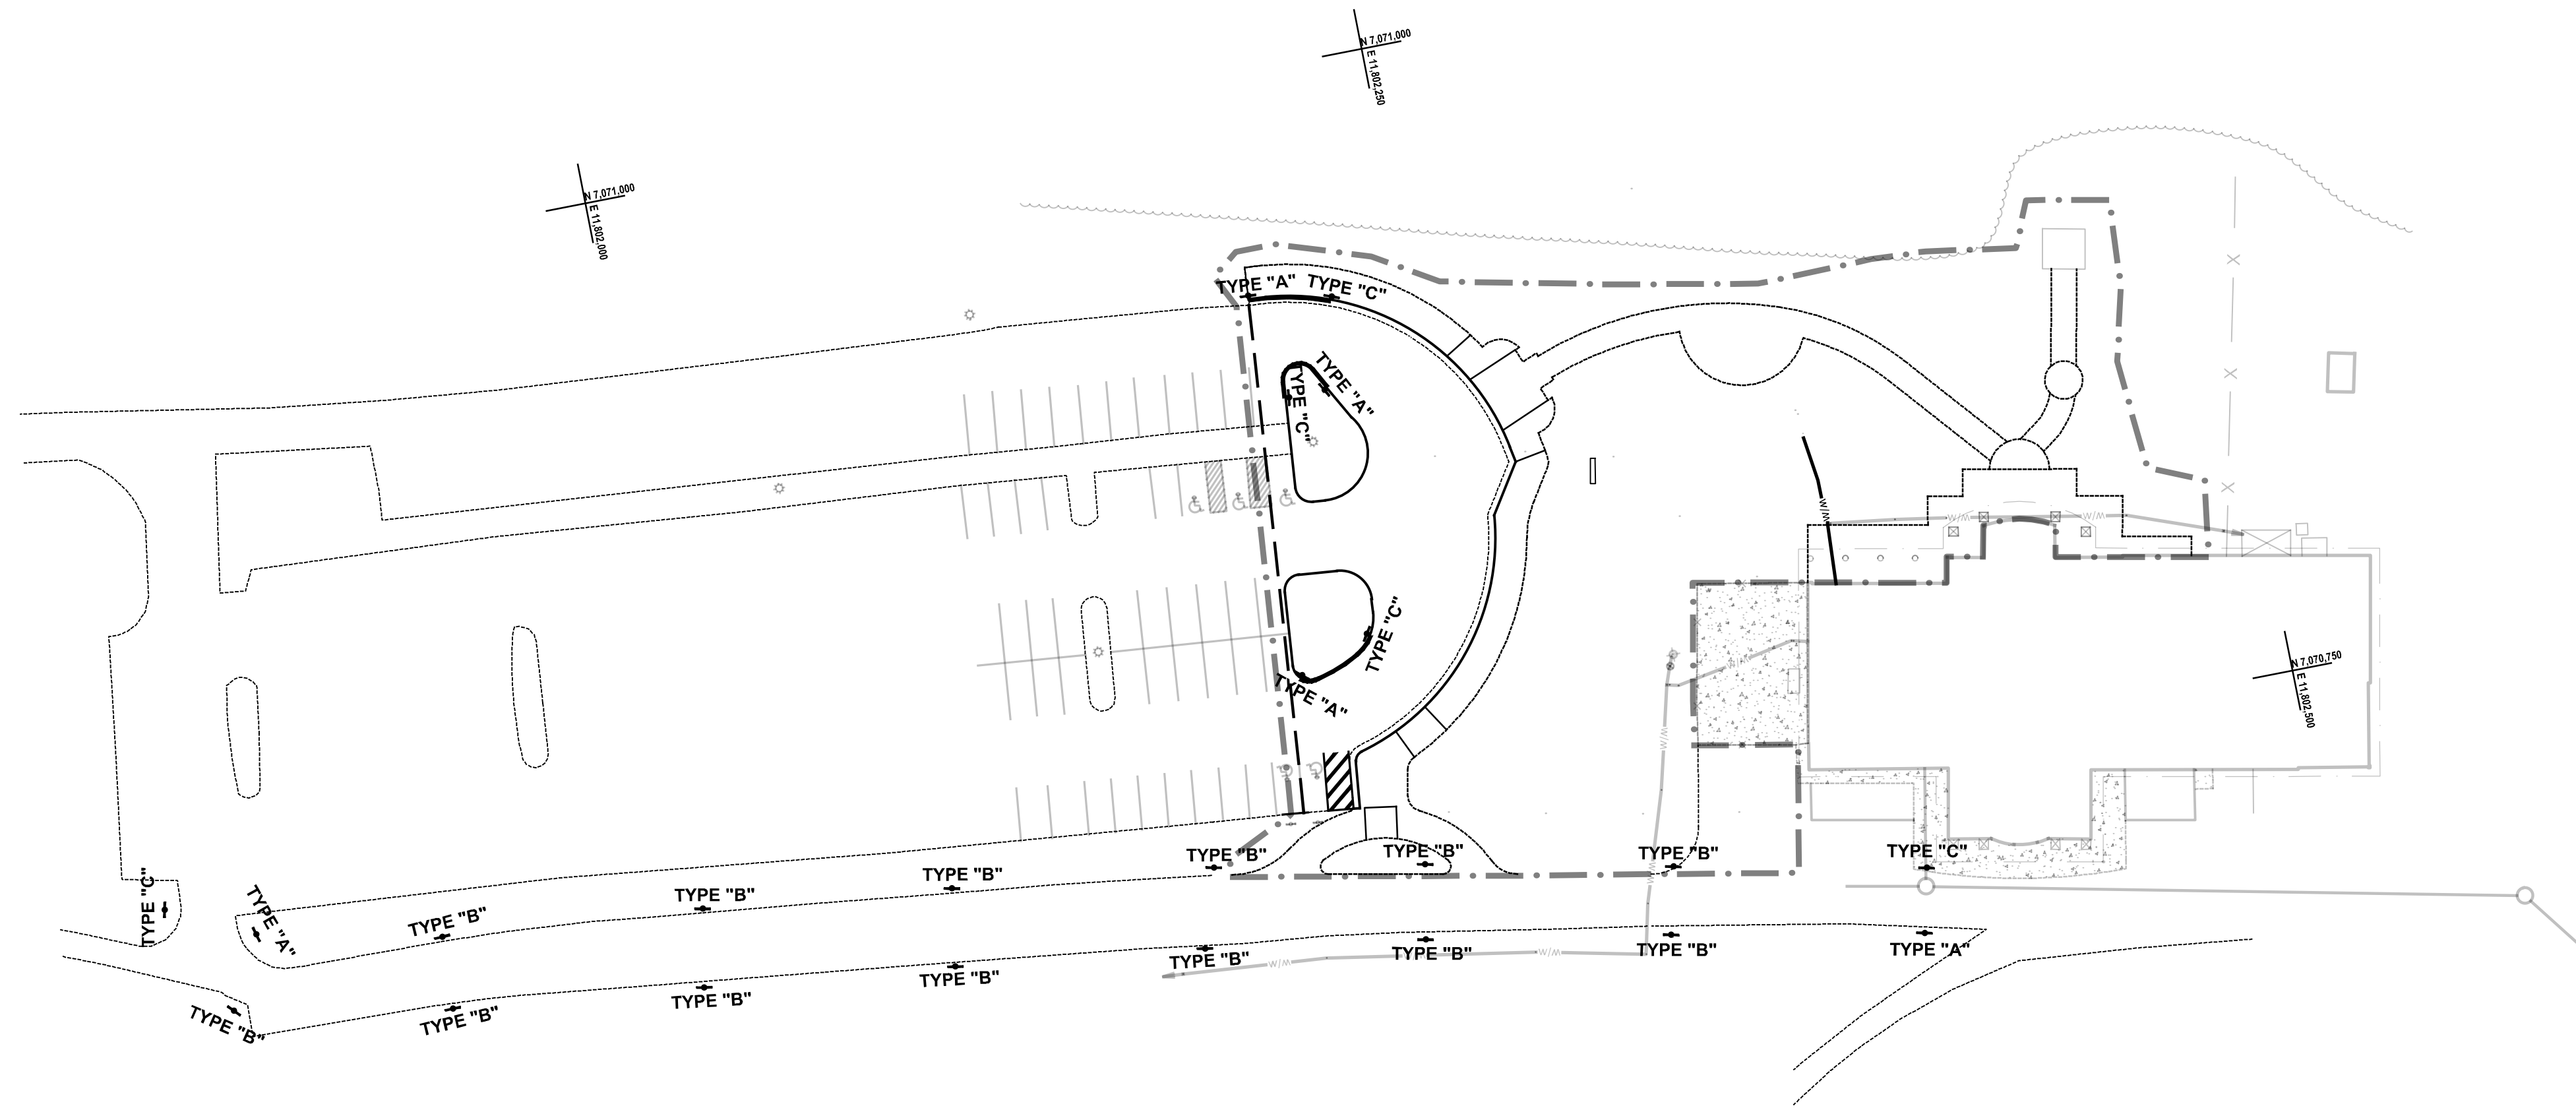 N 7,071,000
E 11,802,250
N 7,071,000
E 11,802,000
TYPE "A"
TYPE "C"
TYPE "A"
TYPE "C"
W/M
W/M
W/M
TYPE "C"
TYPE "A"
N 7,070,750
E 11,802,500
W/M
W/M
TYPE "C"
TYPE "A"
TYPE "B"
TYPE "B"
TYPE "B"
TYPE "B"
TYPE "B"
TYPE "B"
TYPE "C"
W/M
TYPE "B"
TYPE "B"
TYPE "B"
TYPE "B"
TYPE "B"
W/M
TYPE "B"
W/M
TYPE "B"
TYPE "A"